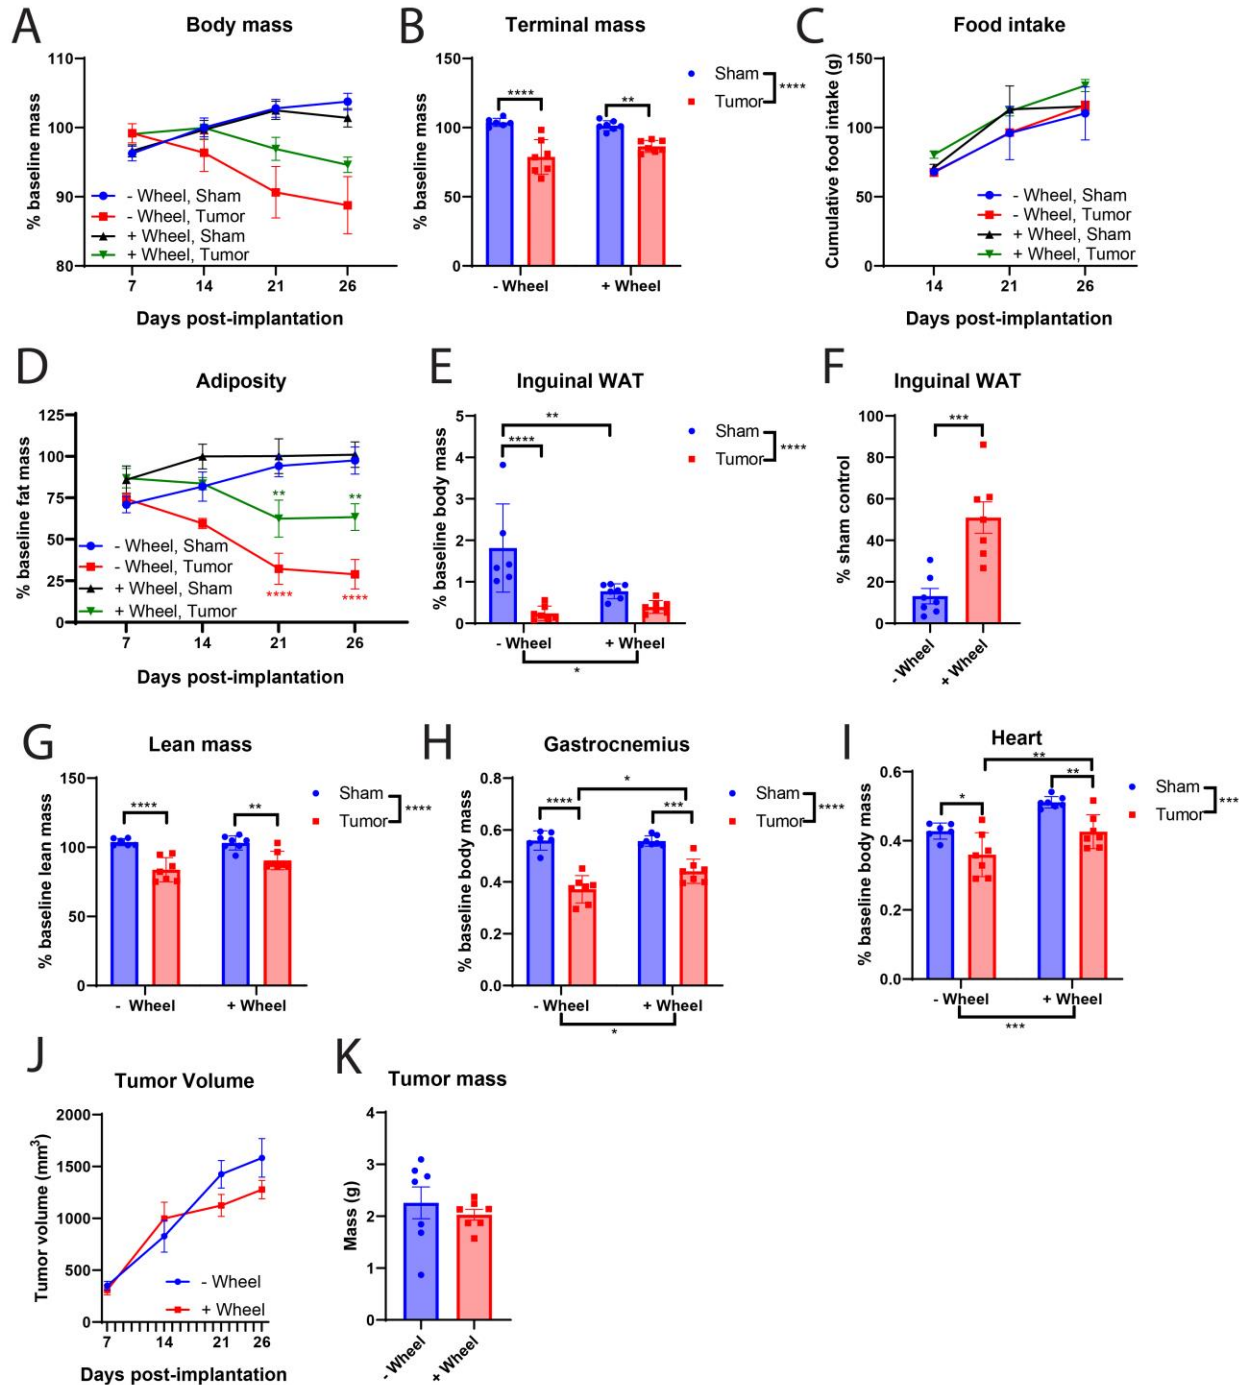 A
Body mass
% baseline mass
110
100
90
80
- Wheel, Sham
- Wheel, Tumor
+ Wheel, Sham
+ Wheel, Tumor
7 14 21 26
Days post-implantation
B
Terminal mass
% baseline mass
150
100
50
0
****
**
Sham
Tumor
****
- Wheel + Wheel
C
Food intake
Cumulative food intake (g)
150
100
50
0
- Wheel, Sham
- Wheel, Tumor
+ Wheel, Sham
+ Wheel, Tumor
14 21 26
Days post-implantation
D
Adiposity
% baseline fat mass
125
100
75
50
25
0
** **
**** ****
- Wheel, Sham
- Wheel, Tumor
+ Wheel, Sham
+ Wheel, Tumor
7 14 21 26
Days post-implantation
E
Inguinal WAT
% baseline body mass
5
4
3
2
1
0
**
****
Sham
Tumor
****
- Wheel + Wheel
*
F
Inguinal WAT
% sham control
100
80
60
40
20
0
***
- Wheel
+ Wheel
G
Lean mass
% baseline lean mass
150
100
50
0
****
**
Sham
Tumor
****
- Wheel + Wheel
H
Gastrocnemius
% baseline body mass
0.8
0.6
0.4
0.2
0.0
*
****
***
Sham
Tumor
****
- Wheel + Wheel
*
I
Heart
% baseline body mass
0.6
0.4
0.2
0.0
**
**
*
Sham
Tumor
***
- Wheel + Wheel
***
J
Tumor Volume
Tumor volume (mm³)
2000
1500
1000
500
0
- Wheel
+ Wheel
7 14 21 26
Days post-implantation
K
Tumor mass
Mass (g)
4
3
2
1
0
- Wheel
+ Wheel